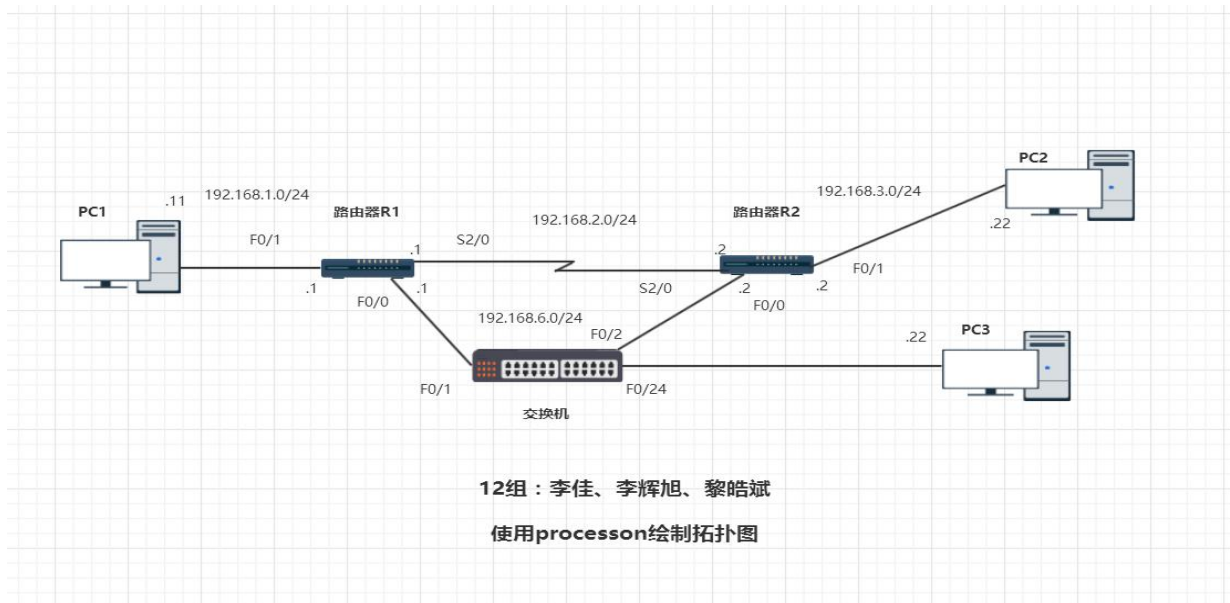 PC2
192.168.3.0/24
.11
192.168.1.0/24
PC1
路由器R1
192.168.2.0/24
路由器R2
.22
F0/1
.1
S2/0
.2
F0/1
.1
F0/0
.1
S2/0
.2
F0/0
.2
192.168.6.0/24
F0/2
.22
PC3
F0/1
F0/24
交换机
12组：李佳、李辉旭、黎皓斌
使用processon绘制拓扑图